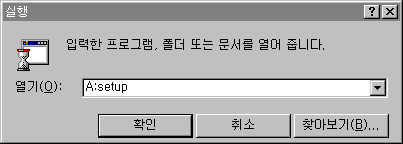 실행
입력한 프로그램, 폴더 또는 문서를 열어 줍니다.
열기(O): A:setup
확인 취소 찾아보기(B)...